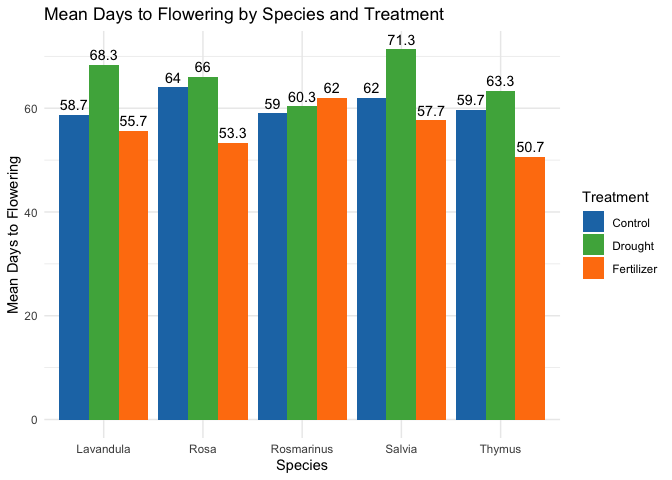 Mean Days to Flowering by Species and Treatment
Mean Days to Flowering
60
40
20
0
58.7 68.3 55.7 64 66 53.3 59 60.3 62 62 71.3 57.7 59.7 63.3 50.7
Lavandula Rosa Rosmarinus Salvia Thymus
Species
Treatment
Control
Drought
Fertilizer